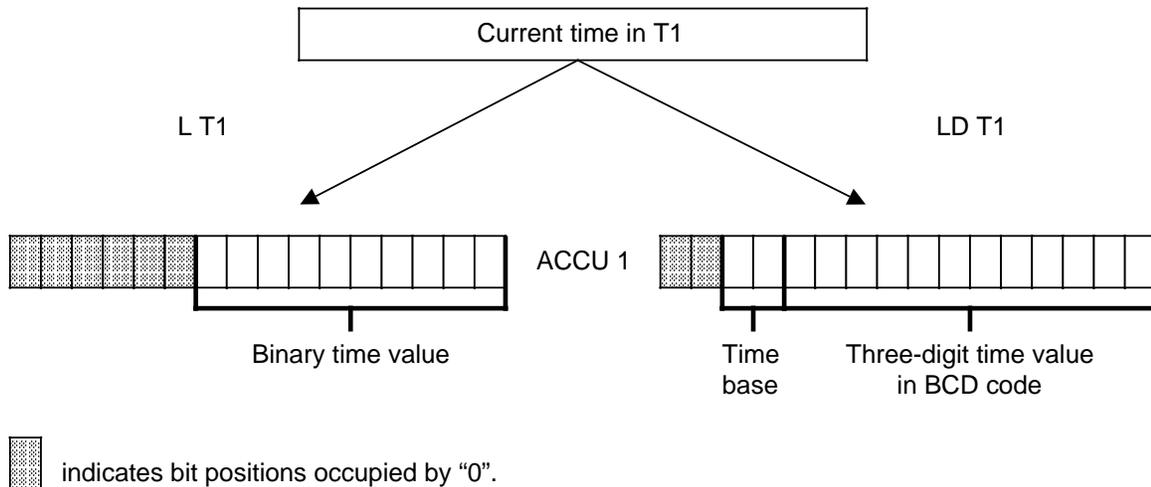 Current time in T1
L T1
LD T1
ACCU 1
Binary time value
Time
base
Three-digit time value
in BCD code
indicates bit positions occupied by “0”.